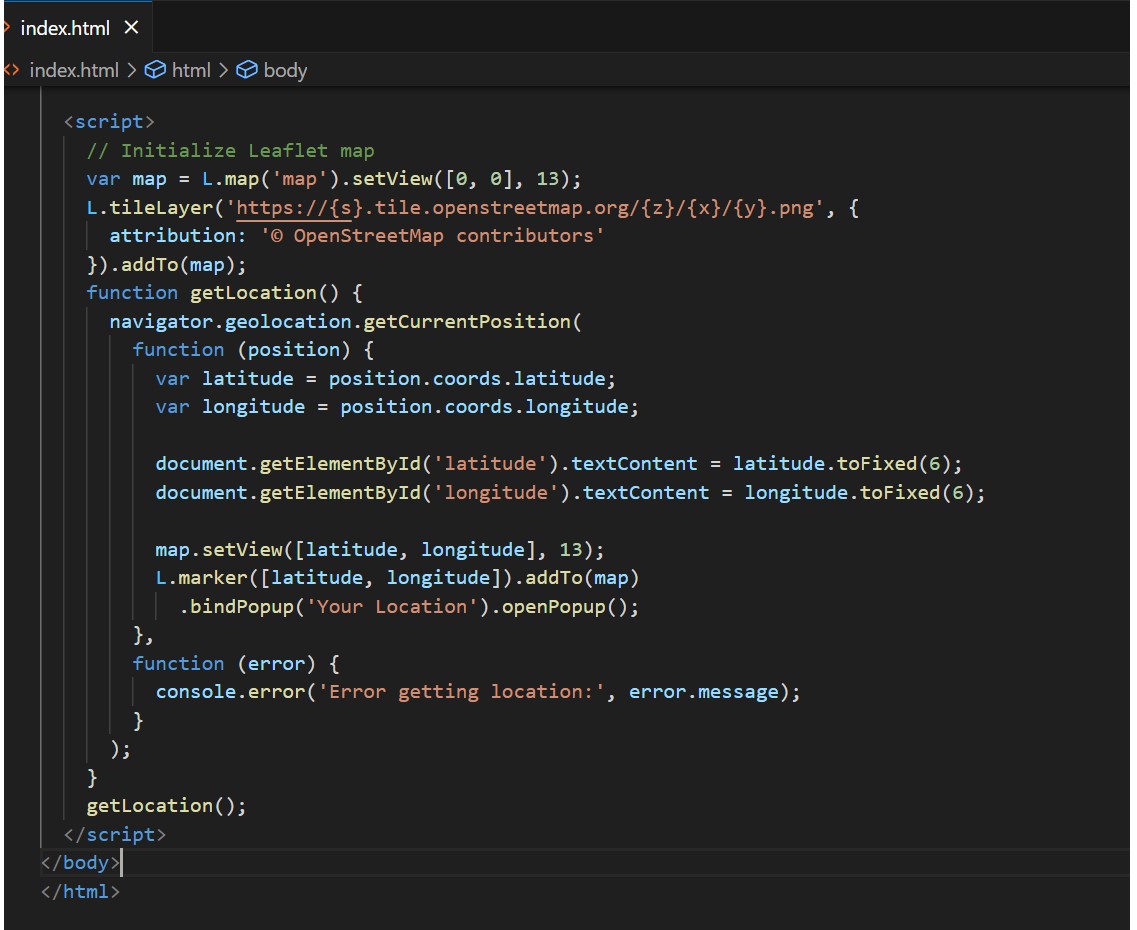 index.html
index.html > html > body
<script>
// Initialize Leaflet map
var map = L.map('map').setView([0, 0], 13);
L.tileLayer('https://{s}.tile.openstreetmap.org/{z}/{x}/{y}.png', {
attribution: '© OpenStreetMap contributors'
}).addTo(map);
function getLocation() {
navigator.geolocation.getCurrentPosition(
function (position) {
var latitude = position.coords.latitude;
var longitude = position.coords.longitude;
document.getElementById('latitude').textContent = latitude.toFixed(6);
document.getElementById('longitude').textContent = longitude.toFixed(6);
map.setView([latitude, longitude], 13);
L.marker([latitude, longitude]).addTo(map)
.bindPopup('Your Location').openPopup();
},
function (error) {
console.error('Error getting location:', error.message);
}
);
}
getLocation();
</script>
</body>
</html>